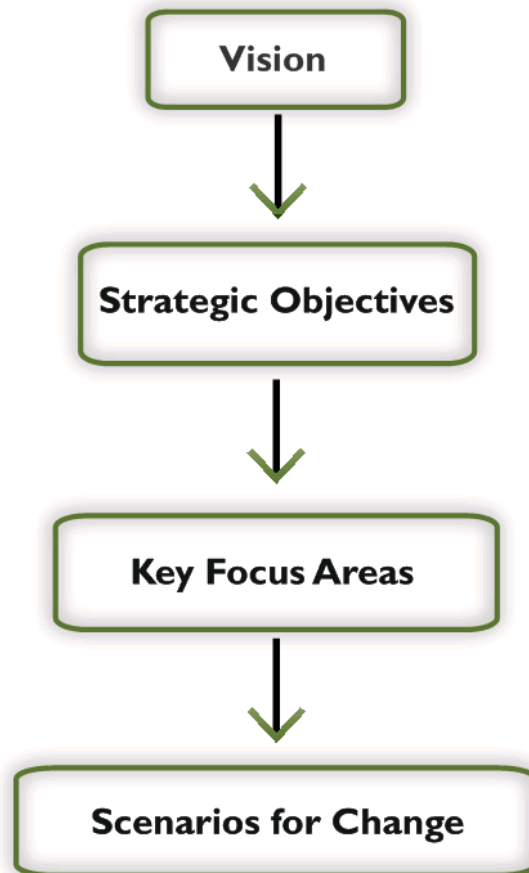 Vision
Strategic Objectives
Key Focus Areas
Scenarios for Change